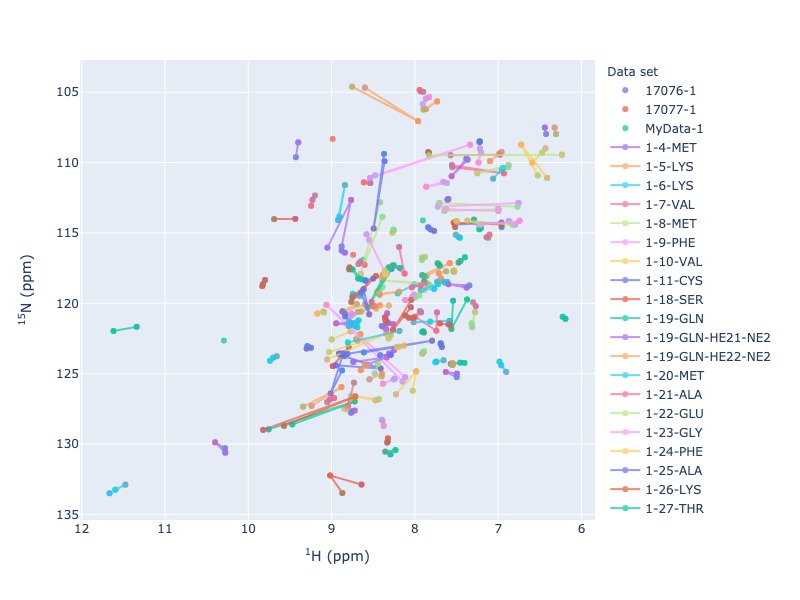 Data set
17076-1
17077-1
MyData-1
1-4-MET
1-5-LYS
1-6-LYS
1-7-VAL
1-8-MET
1-9-PHE
1-10-VAL
1-11-CYS
1-18-SER
1-19-GLN
1-19-GLN-HE21-NE2
1-19-GLN-HE22-NE2
1-20-MET
1-21-ALA
1-22-GLU
1-23-GLY
1-24-PHE
1-25-ALA
1-26-LYS
1-27-THR
105
110
115
120
125
130
135
15N (ppm)
12 11 10 9 8 7 6
1H (ppm)